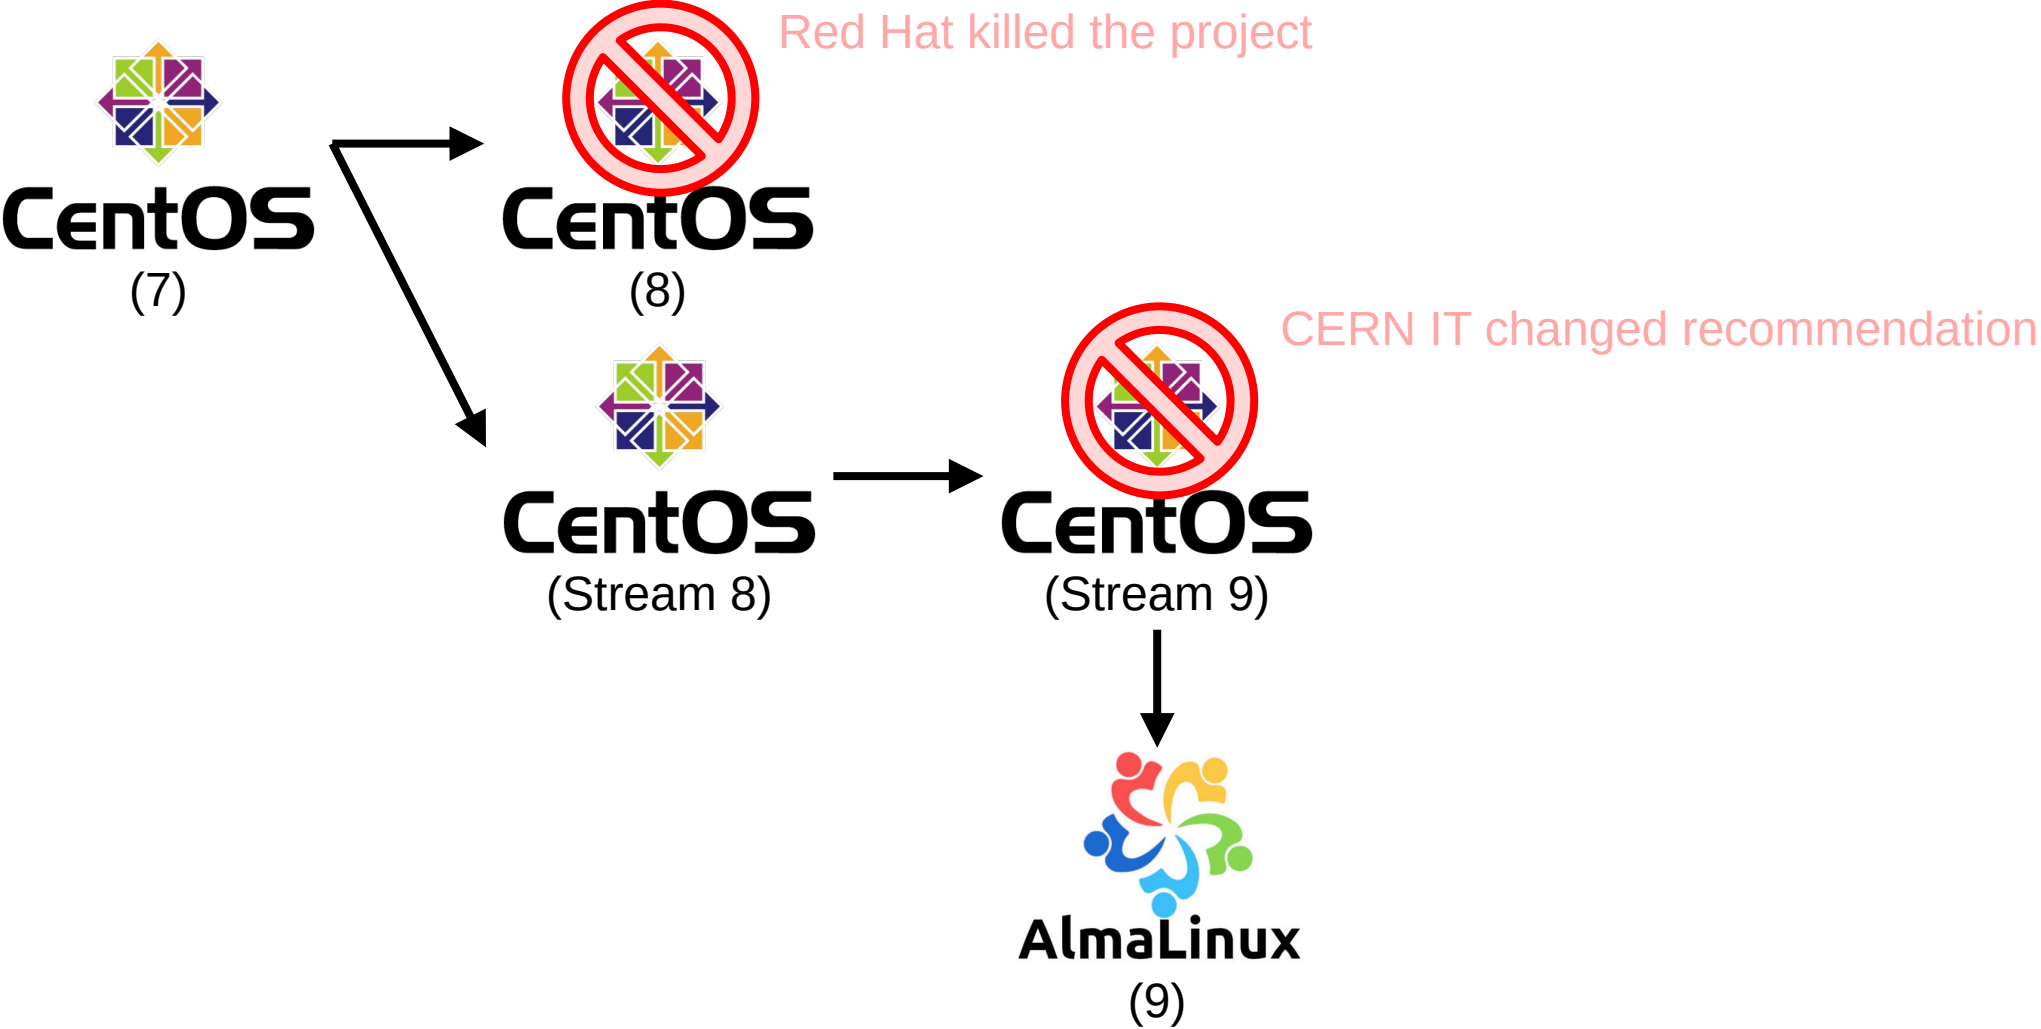 Red Hat killed the project
CentOS
(7)
CentOS
(8)
CERN IT changed recommendation
CentOS
(Stream 8)
CentOS
(Stream 9)
AlmaLinux
(9)